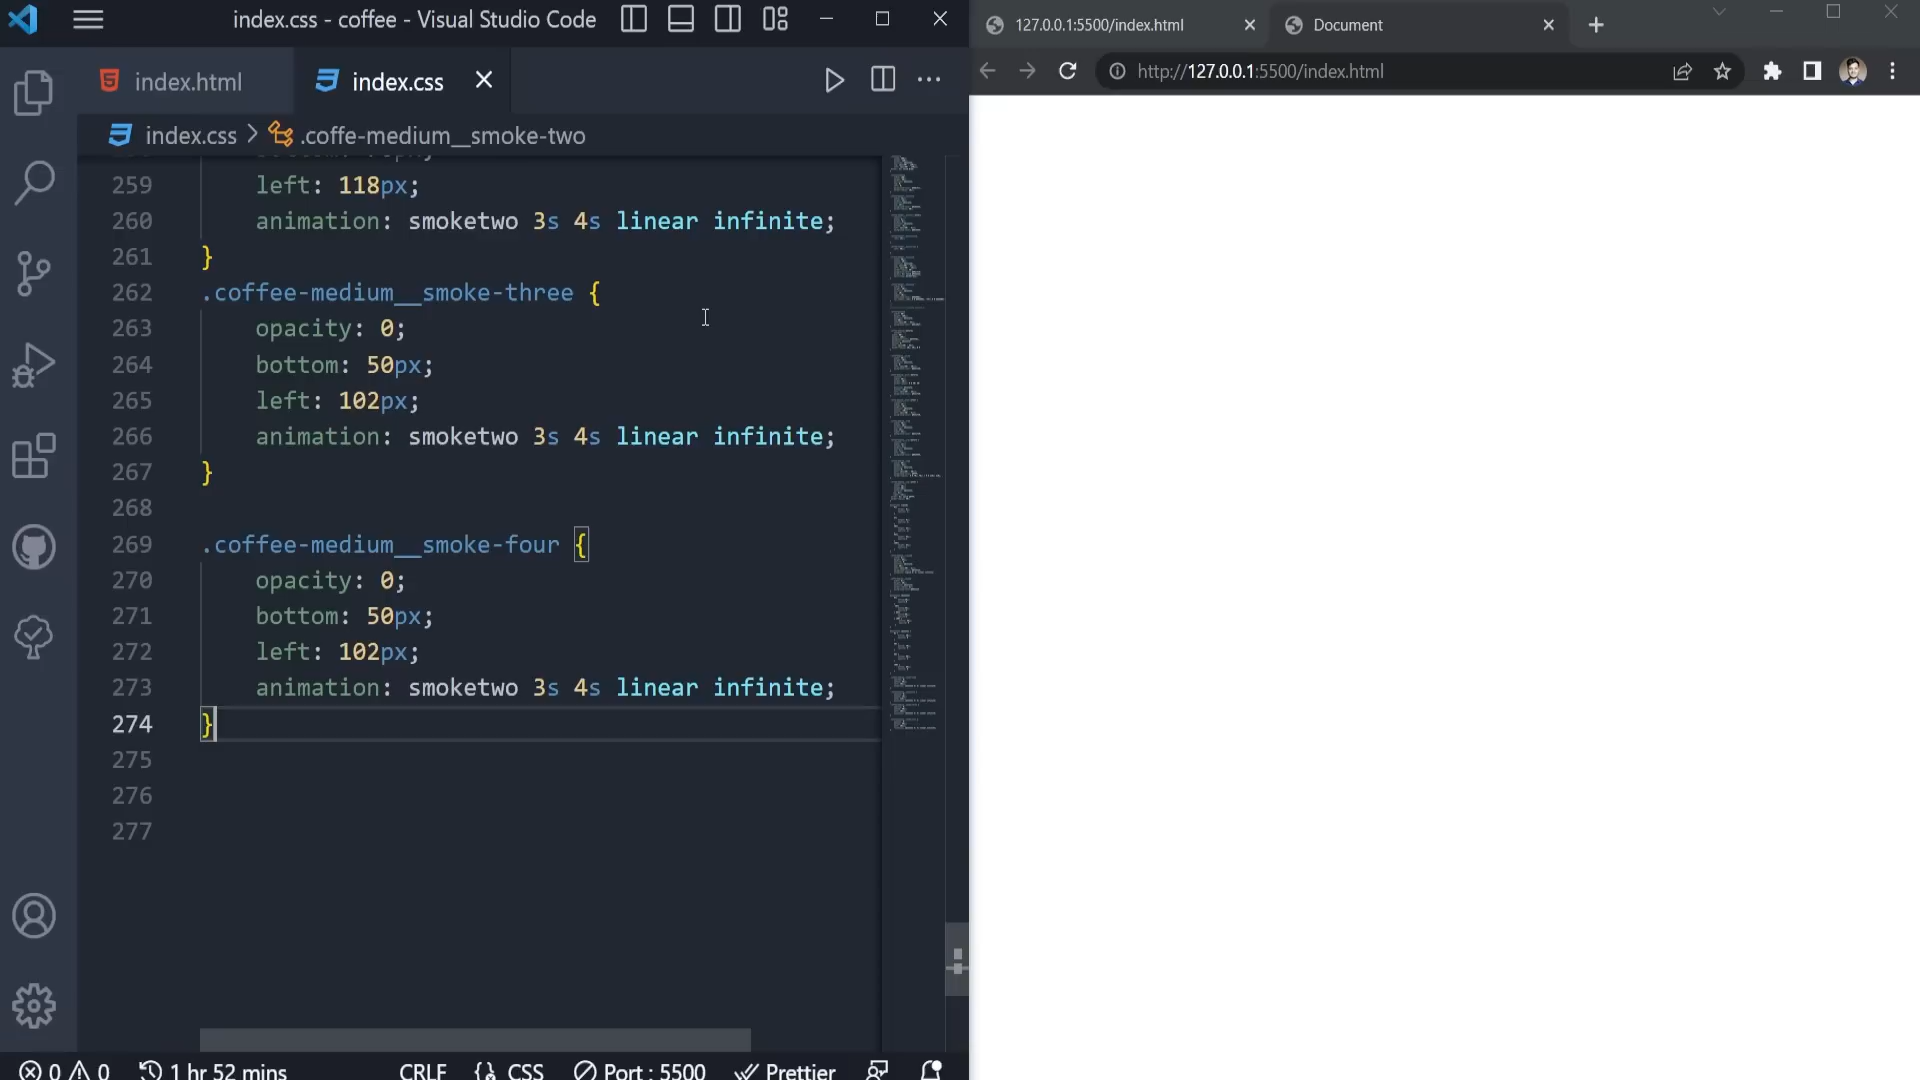 index.css - coffee - Visual Studio Code
index.html
index.css
index.css > .coffe-medium__smoke-two
259 left: 118px;
260 animation: smoketwo 3s 4s linear infinite;
261 }
262 .coffee-medium__smoke-three {
263 opacity: 0;
264 bottom: 50px;
265 left: 102px;
266 animation: smoketwo 3s 4s linear infinite;
267 }
268
269 .coffee-medium__smoke-four {
270 opacity: 0;
271 bottom: 50px;
272 left: 102px;
273 animation: smoketwo 3s 4s linear infinite;
274 }
275
276
277
0 0 1 hr 52 mins CRLF CSS Port : 5500 Prettier
127.0.0.1:5500/index.html
Document
http://127.0.0.1:5500/index.html